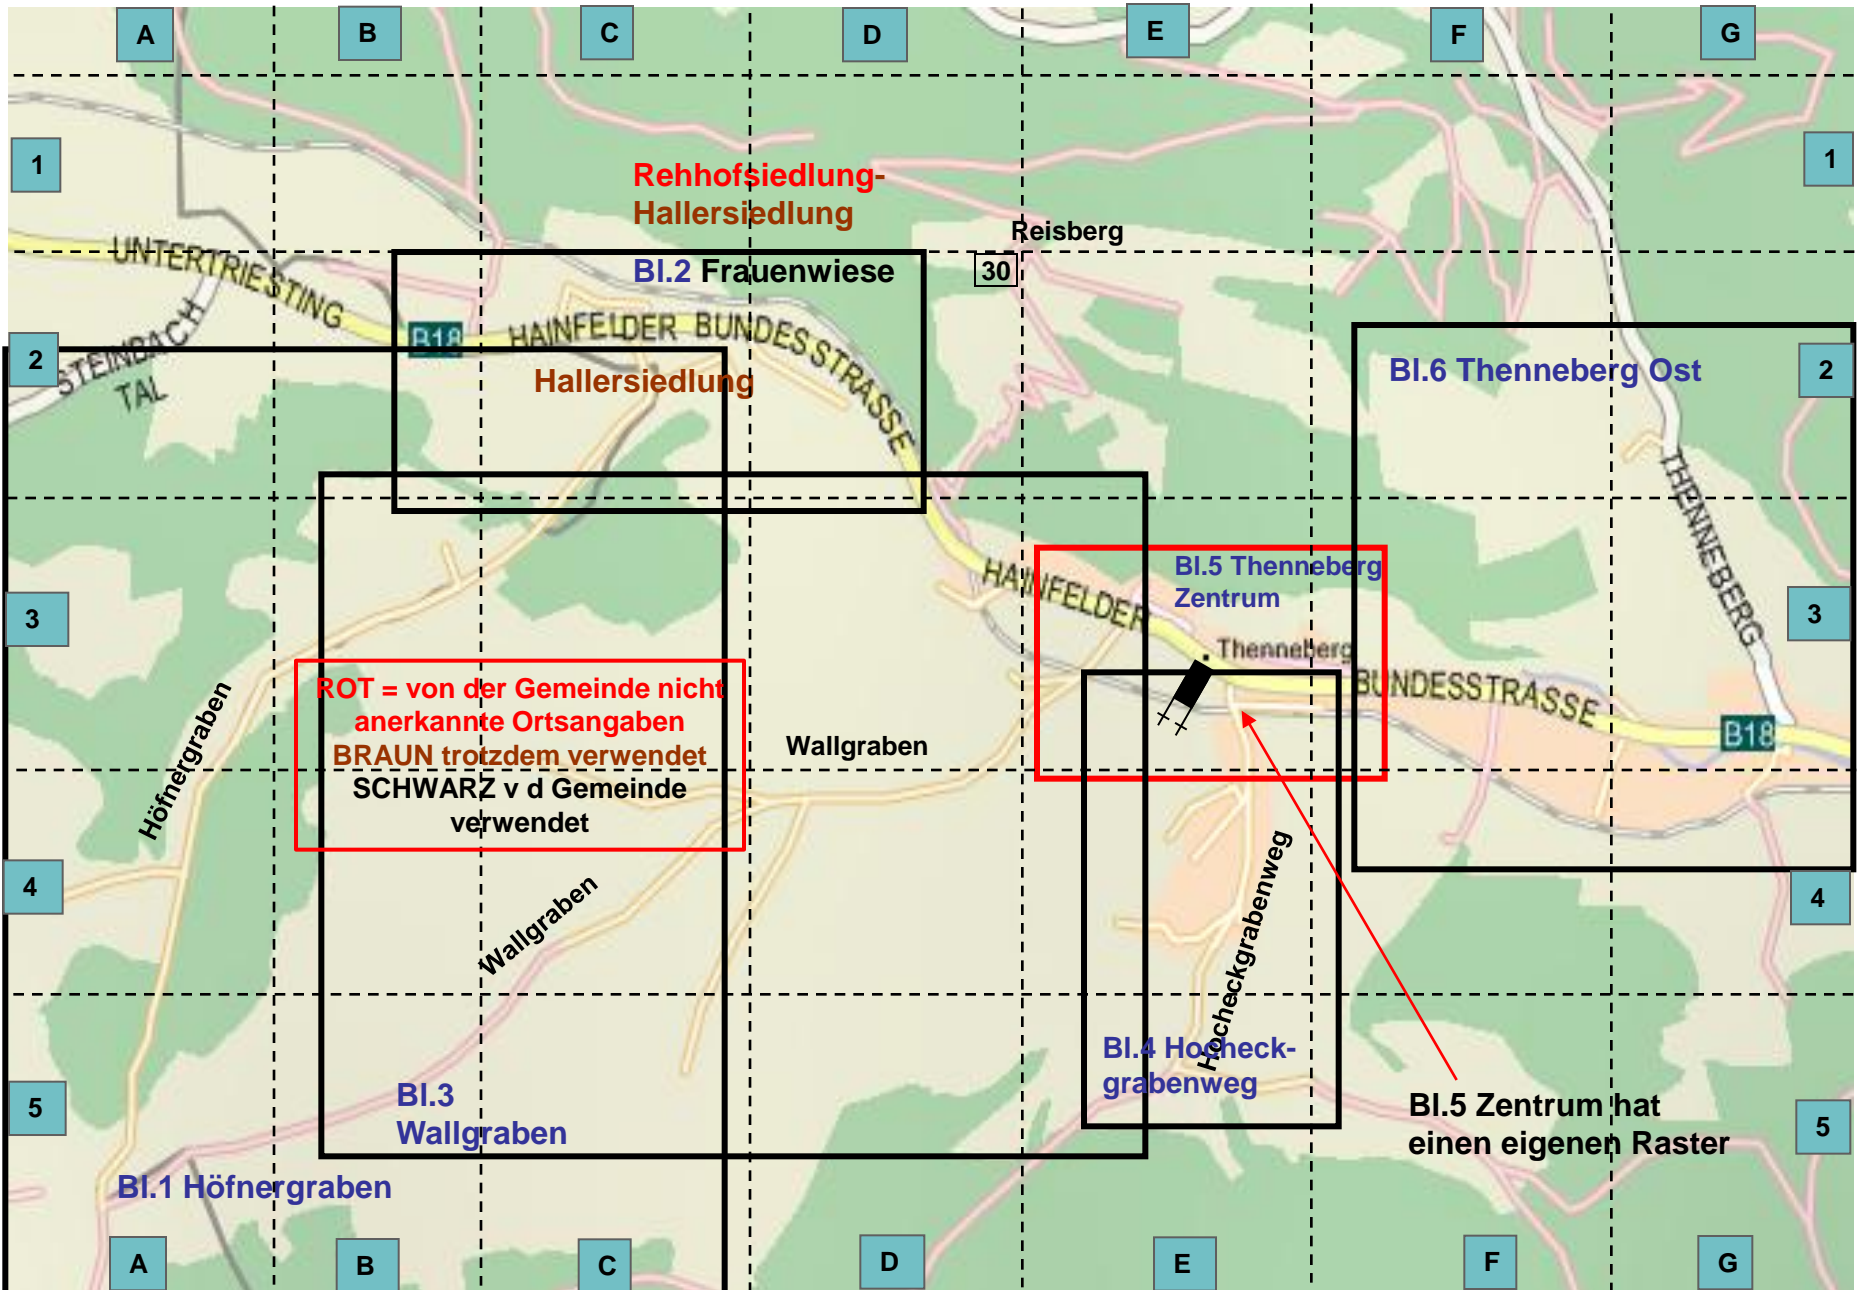 A
B
C
D
E
F
G
1
1
Rehhofsiedlung-
Hallersiedlung
Reisberg
UNTERTRIESTING
Bl.2 Frauenwiese
30
STEINBACH
TAL
B18
HAINFELDER BUNDESSTRASSE
2
Hallersiedlung
Bl.6 Thenneberg Ost
2
THENNEBERG
HAINFELDER
Bl.5 Thenneberg
Zentrum
3
3
Thenneberg
BUNDESSTRASSE
B18
ROT = von der Gemeinde nicht
anerkannte Ortsangaben
BRAUN trotzdem verwendet
SCHWARZ v d Gemeinde
verwendet
Höfnergraben
Wallgraben
Wallgraben
Hocheckgrabenweg
4
4
Bl.4 Hocheck-
grabenweg
Bl.3
Wallgraben
5
Bl.5 Zentrum hat
einen eigenen Raster
5
Bl.1 Höfnergraben
A
B
C
D
E
F
G